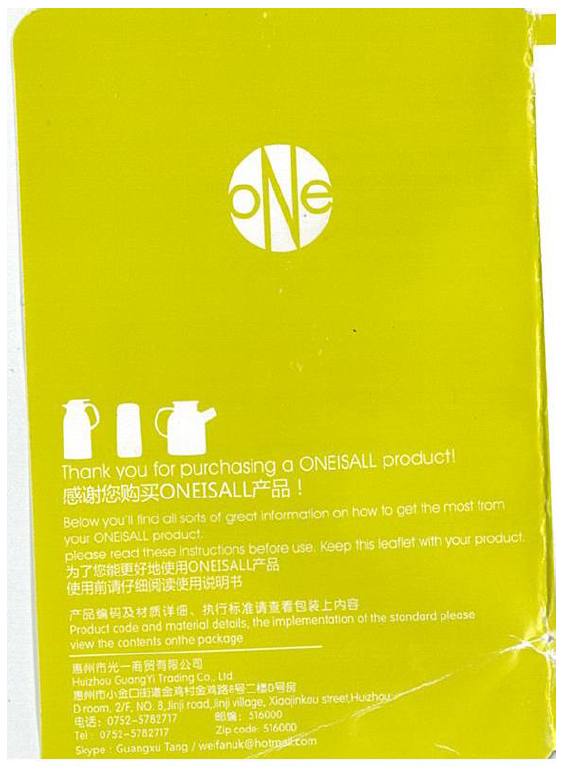 oNe
Thank you for purchasing a ONEISALL product!
感谢您购买ONEISALL产品！
Below you'll find all sorts of great information on how to get the most from
your ONEISALL product.
please read these instructions before use. Keep this leaflet with your product.
为了您能更好地使用ONEISALL产品
使用前请仔细阅读使用说明书
产品编码及材质详细、执行标准请查看包装上内容
Product code and material details, the implementation of the standard please
view the contents onthe package
惠州市光一商贸有限公司
Huizhou GuangYi Trading Co., Ltd.
惠州市小金口街道金鸡村金鸡路8号二楼D号房
D room, 2/F, NO. 8,Jinji road,Jinji village, Xiaojinkou street,Huizhou
电话：0752-5782717 邮编：516000
Tel：0752-5782717 Zip code: 516000
Skype：Guangxu Tang / weifanuk@hotmail.com